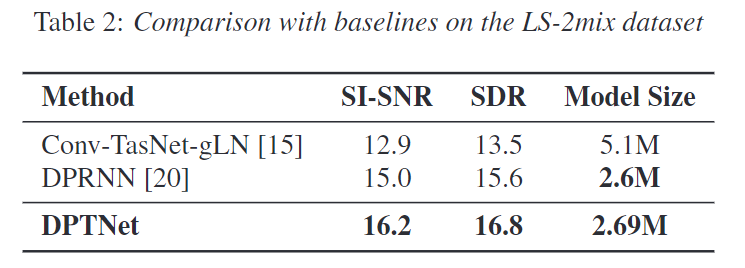 Table 2: Comparison with baselines on the LS-2mix dataset
Method SI-SNR SDR Model Size
Conv-TasNet-gLN [15] 12.9 13.5 5.1M
DPRNN [20] 15.0 15.6 2.6M
DPTNet 16.2 16.8 2.69M